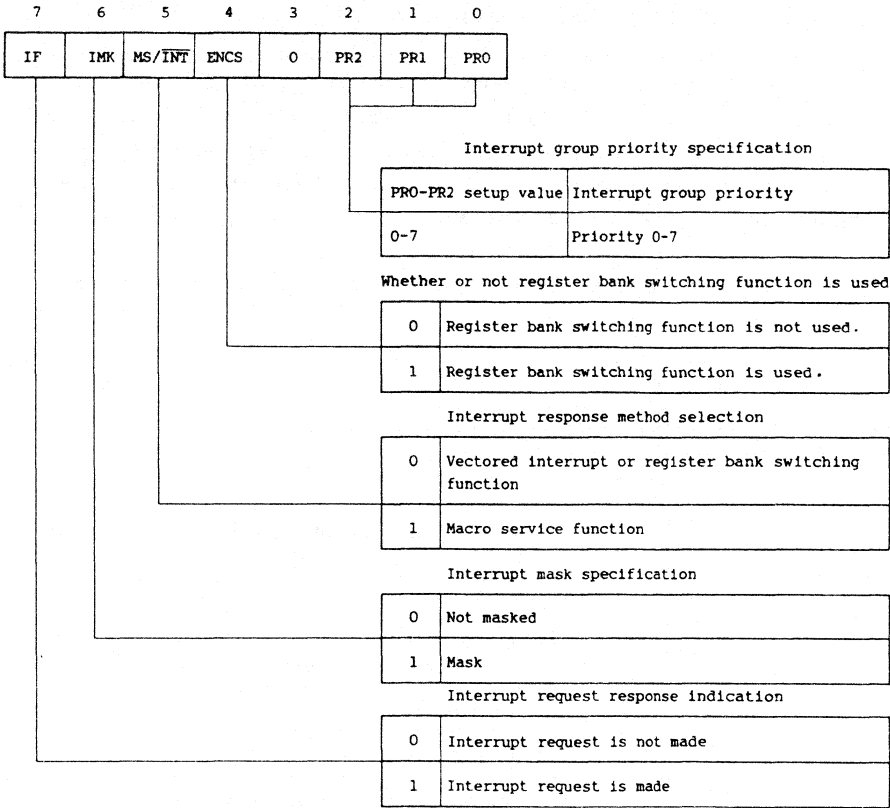 7 6 5 4 3 2 1 0
IF IMK MS/I̅N̅T̅ ENCS 0 PR2 PR1 PR0
Interrupt group priority specification
PR0-PR2 setup value Interrupt group priority
0-7 Priority 0-7
Whether or not register bank switching function is used
0 Register bank switching function is not used.
1 Register bank switching function is used.
Interrupt response method selection
0 Vectored interrupt or register bank switching
function
1 Macro service function
Interrupt mask specification
0 Not masked
1 Mask
Interrupt request response indication
0 Interrupt request is not made
1 Interrupt request is made